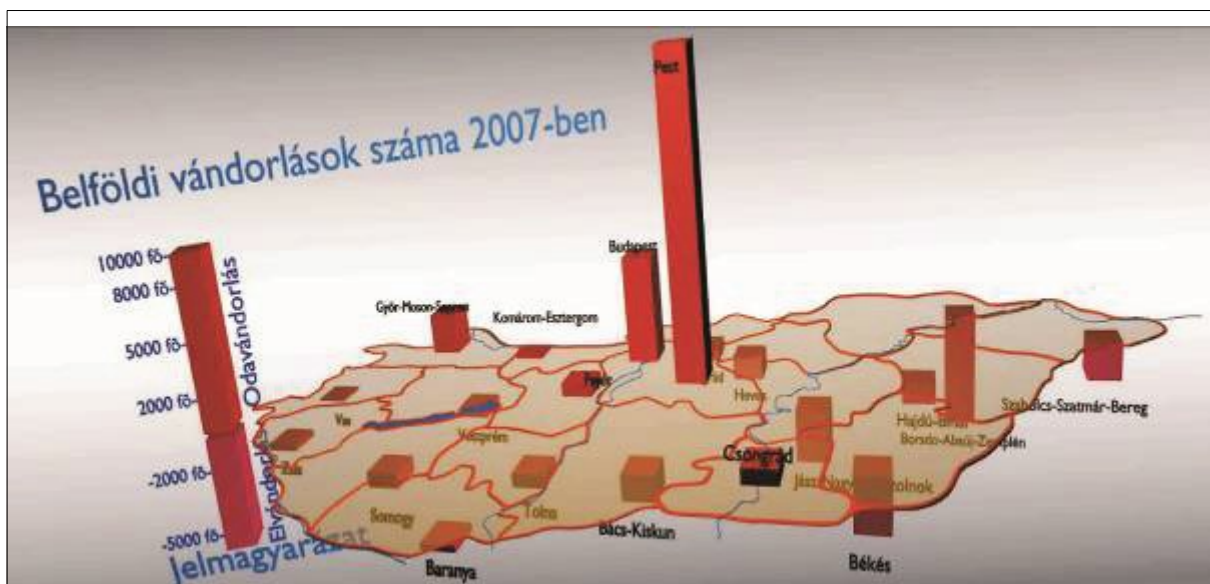 Belföldi vándorlások száma 2007-ben
10000 fő
8000 fő
5000 fő
2000 fő
-2000 fő
-5000 fő
Odavándorlás
Elvándorlás
Jelmagyarázat
Pest
Budapest
Győr-Moson-Sopron
Komárom-Esztergom
Fejér
Heves
Vas
Veszprém
Zala
Somogy
Tolna
Baranya
Bács-Kiskun
Csongrád
Békés
Hajdú-Bihar
Borsod-Abaúj-Zemplén
Szabolcs-Szatmár-Bereg